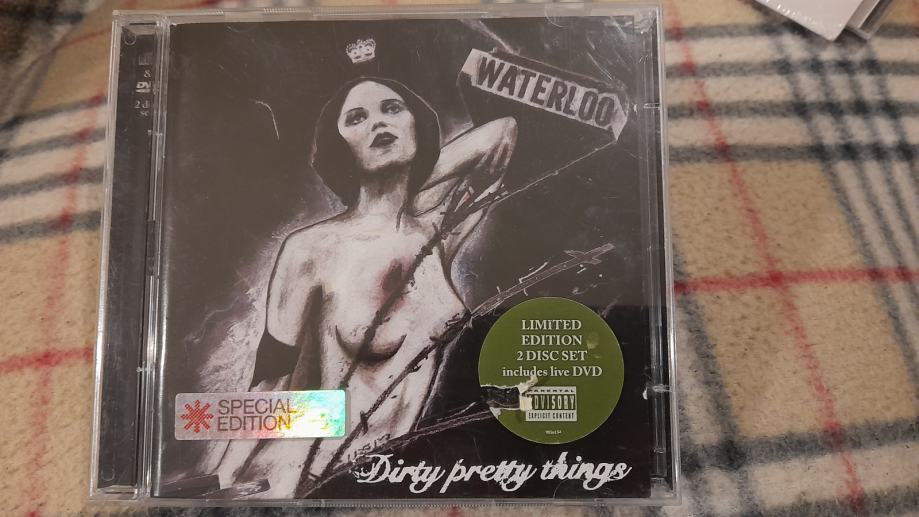 WATERLOO
LIMITED
EDITION
2 DISC SET
includes live DVD
PARENTAL
ADVISORY
EXPLICIT CONTENT
SPECIAL
EDITION
Dirty pretty things